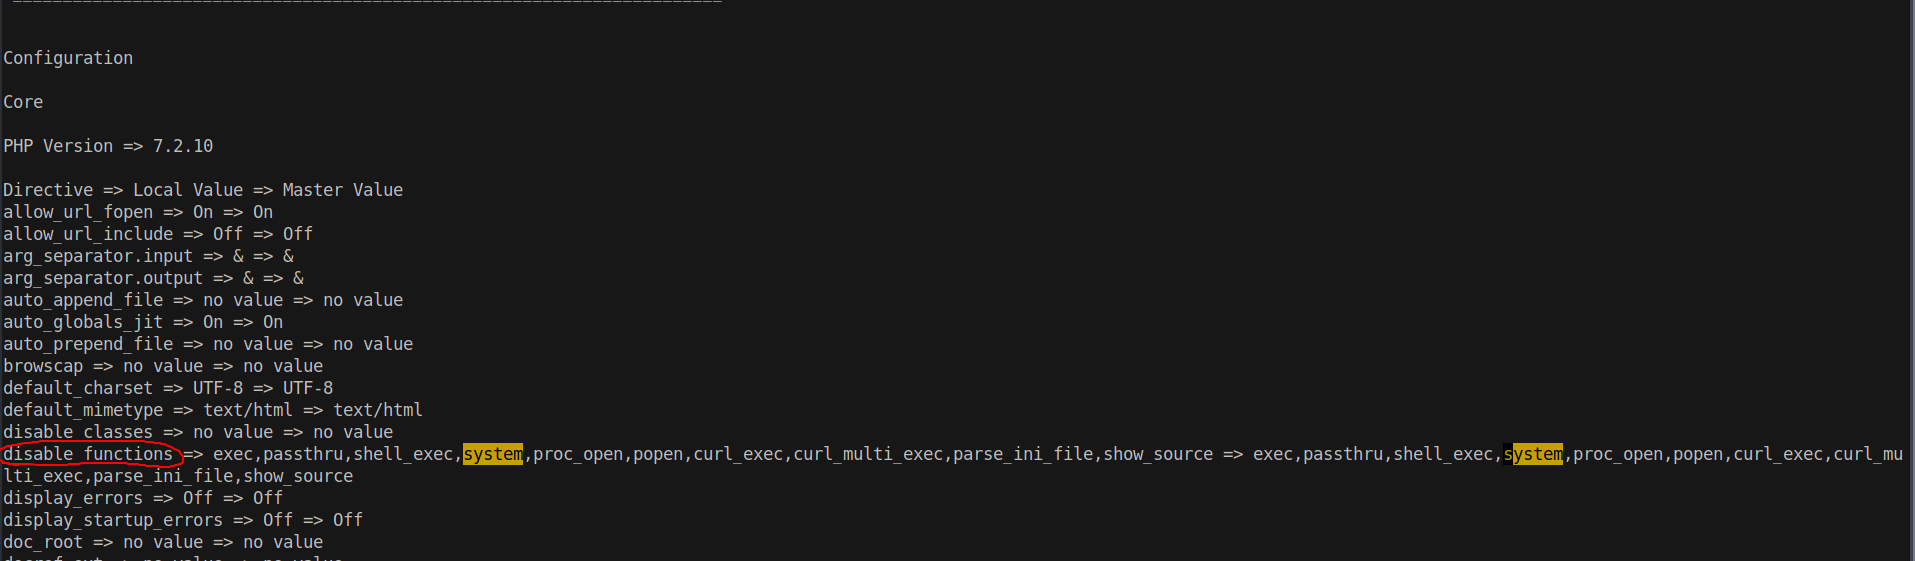 Configuration
Core
PHP Version => 7.2.10
Directive => Local Value => Master Value
allow_url_fopen => On => On
allow_url_include => Off => Off
arg_separator.input => & => &
arg_separator.output => & => &
auto_append_file => no value => no value
auto_globals_jit => On => On
auto_prepend_file => no value => no value
browscap => no value => no value
default_charset => UTF-8 => UTF-8
default_mimetype => text/html => text/html
disable_classes => no value => no value
disable_functions => exec,passthru,shell_exec,system,proc_open,popen,curl_exec,curl_multi_exec,parse_ini_file,show_source => exec,passthru,shell_exec,system,proc_open,popen,curl_exec,curl_mu
lti_exec,parse_ini_file,show_source
display_errors => Off => Off
display_startup_errors => Off => Off
doc_root => no value => no value